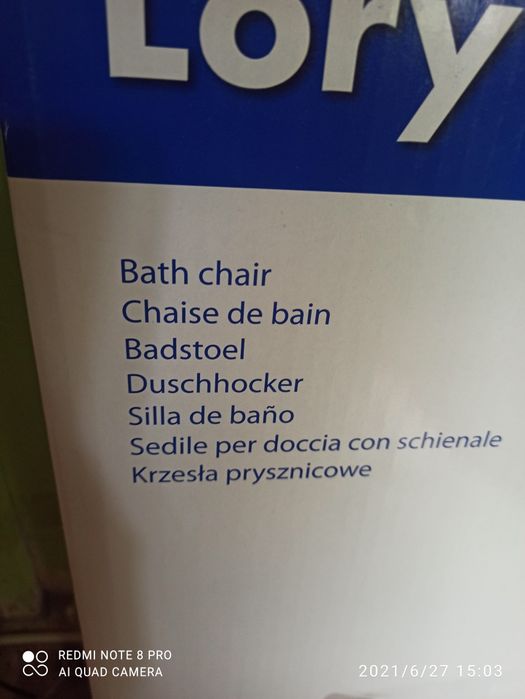 Lory
Bath chair
Chaise de bain
Badstoel
Duschhocker
Silla de baño
Sedile per doccia con schienale
Krzesła prysznicowe
REDMI NOTE 8 PRO
AI QUAD CAMERA
2021/6/27 15:03